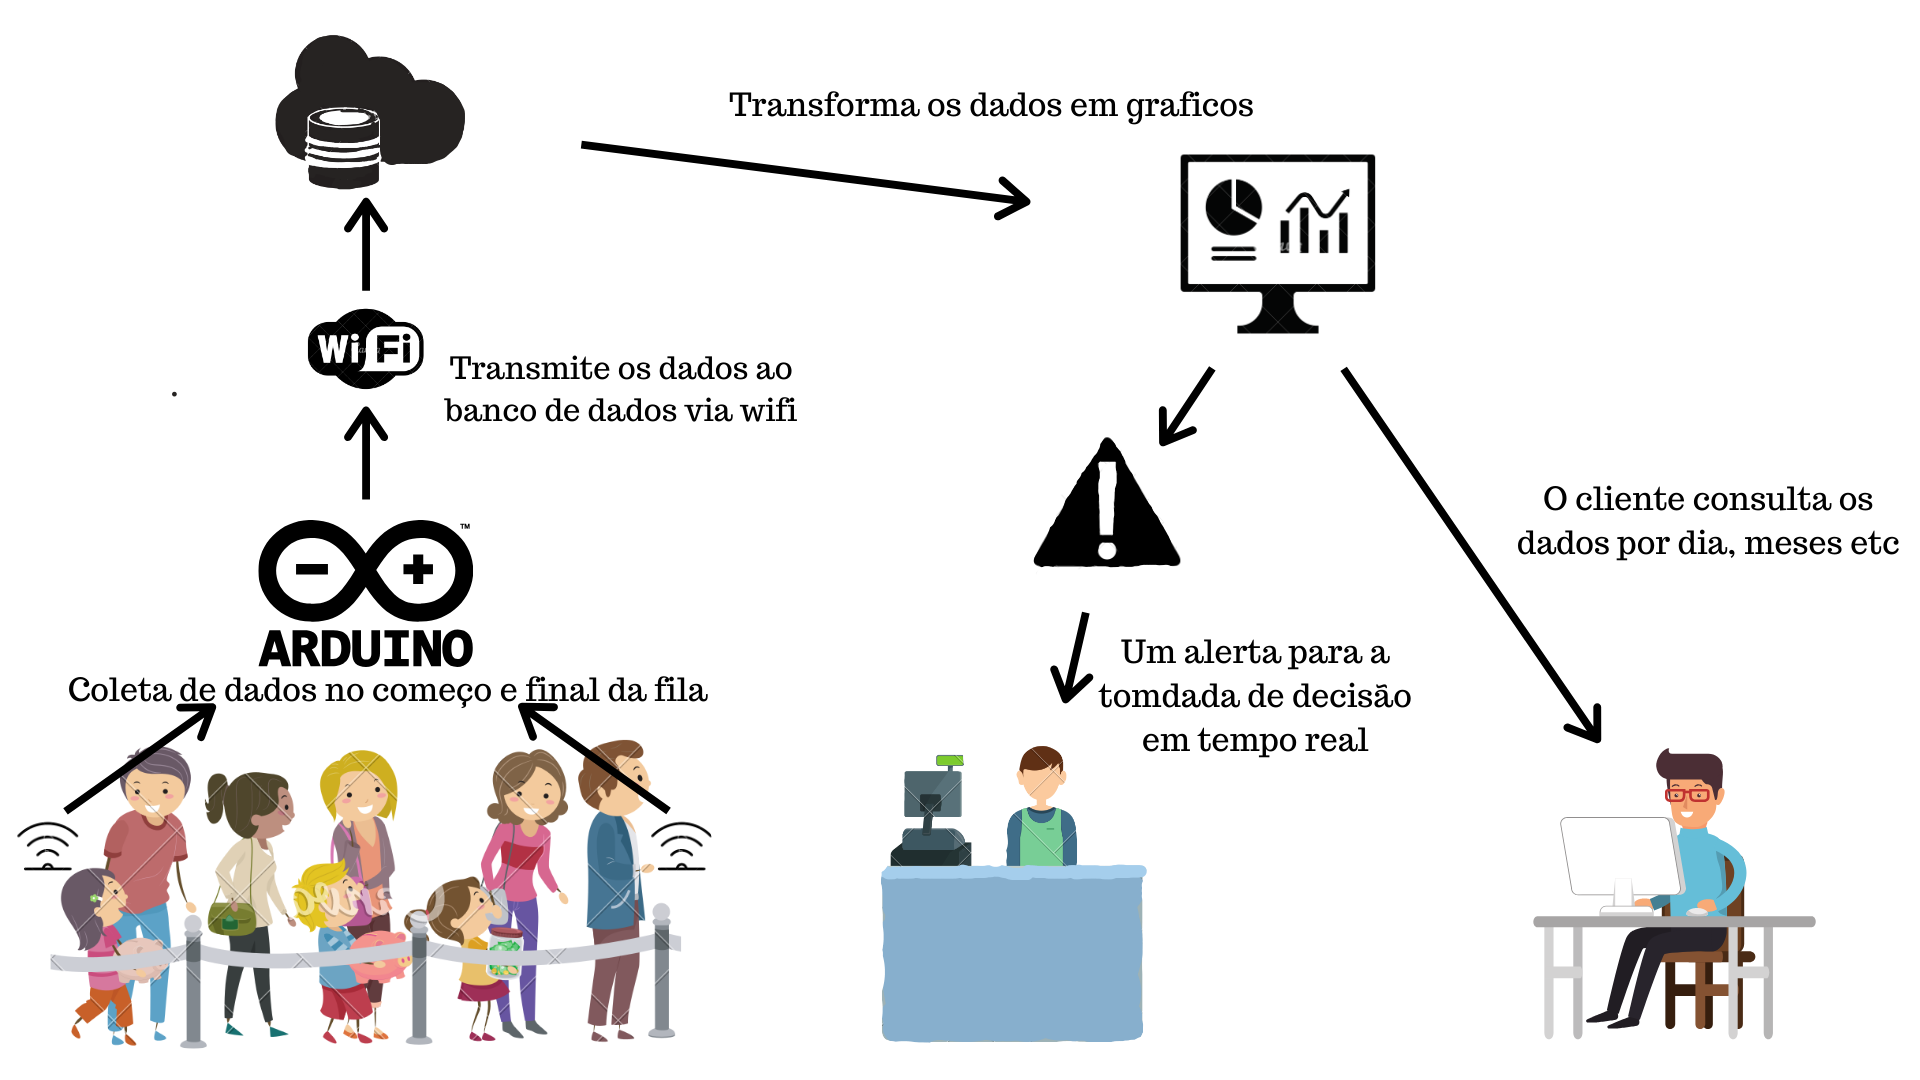 Transforma os dados em graficos
WiFi
Transmite os dados ao
banco de dados via wifi
O cliente consulta os
dados por dia, meses etc
TM
ARDUINO
Coleta de dados no começo e final da fila
Um alerta para a
tomdada de decisão
em tempo real